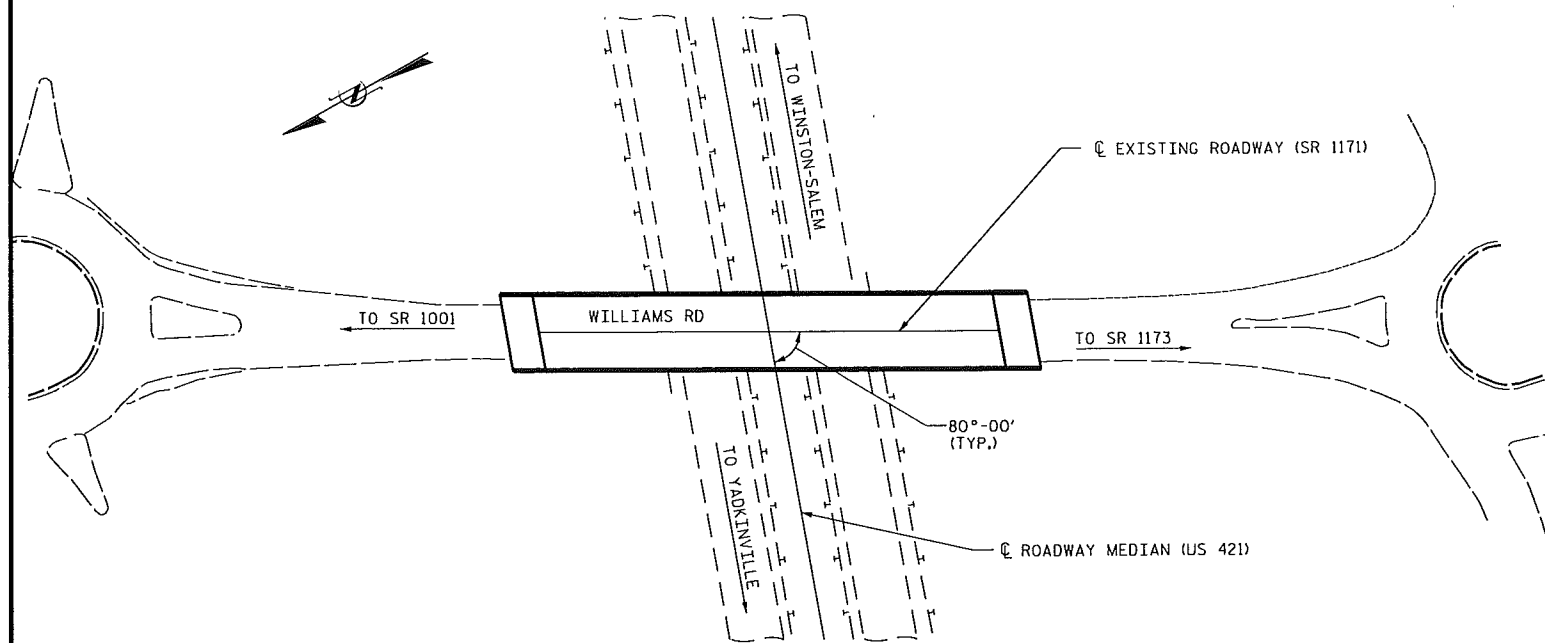 TO WINSTON-SALEM
℄ EXISTING ROADWAY (SR 1171)
N
TO SR 1001
WILLIAMS RD
TO SR 1173
80°-00'
(TYP.)
TO YADKINVILLE
℄ ROADWAY MEDIAN (US 421)